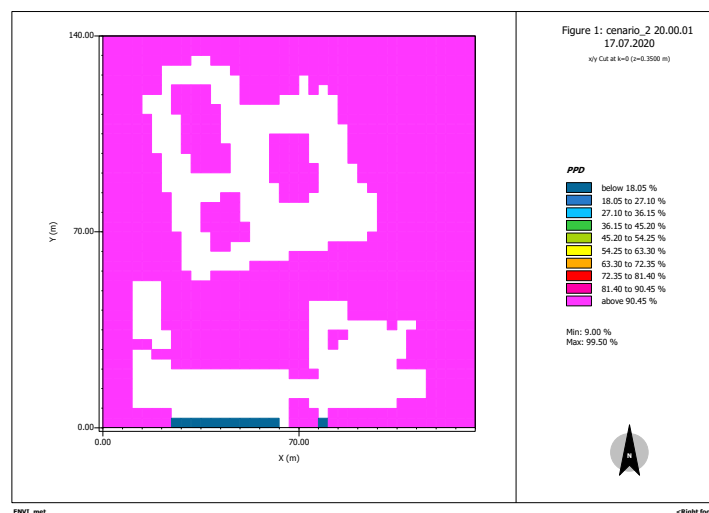 Figure 1: cenario_2 20.00.01
17.07.2020
x/y Cut at k=0 (z=0.3500 m)
140.00
70.00
0.00
Y (m)
0.00
70.00
X (m)
PPD
below 18.05 %
18.05 to 27.10 %
27.10 to 36.15 %
36.15 to 45.20 %
45.20 to 54.25 %
54.25 to 63.30 %
63.30 to 72.35 %
72.35 to 81.40 %
81.40 to 90.45 %
above 90.45 %
Min: 9.00 %
Max: 99.50 %
N
ENVI_met
<Right foo